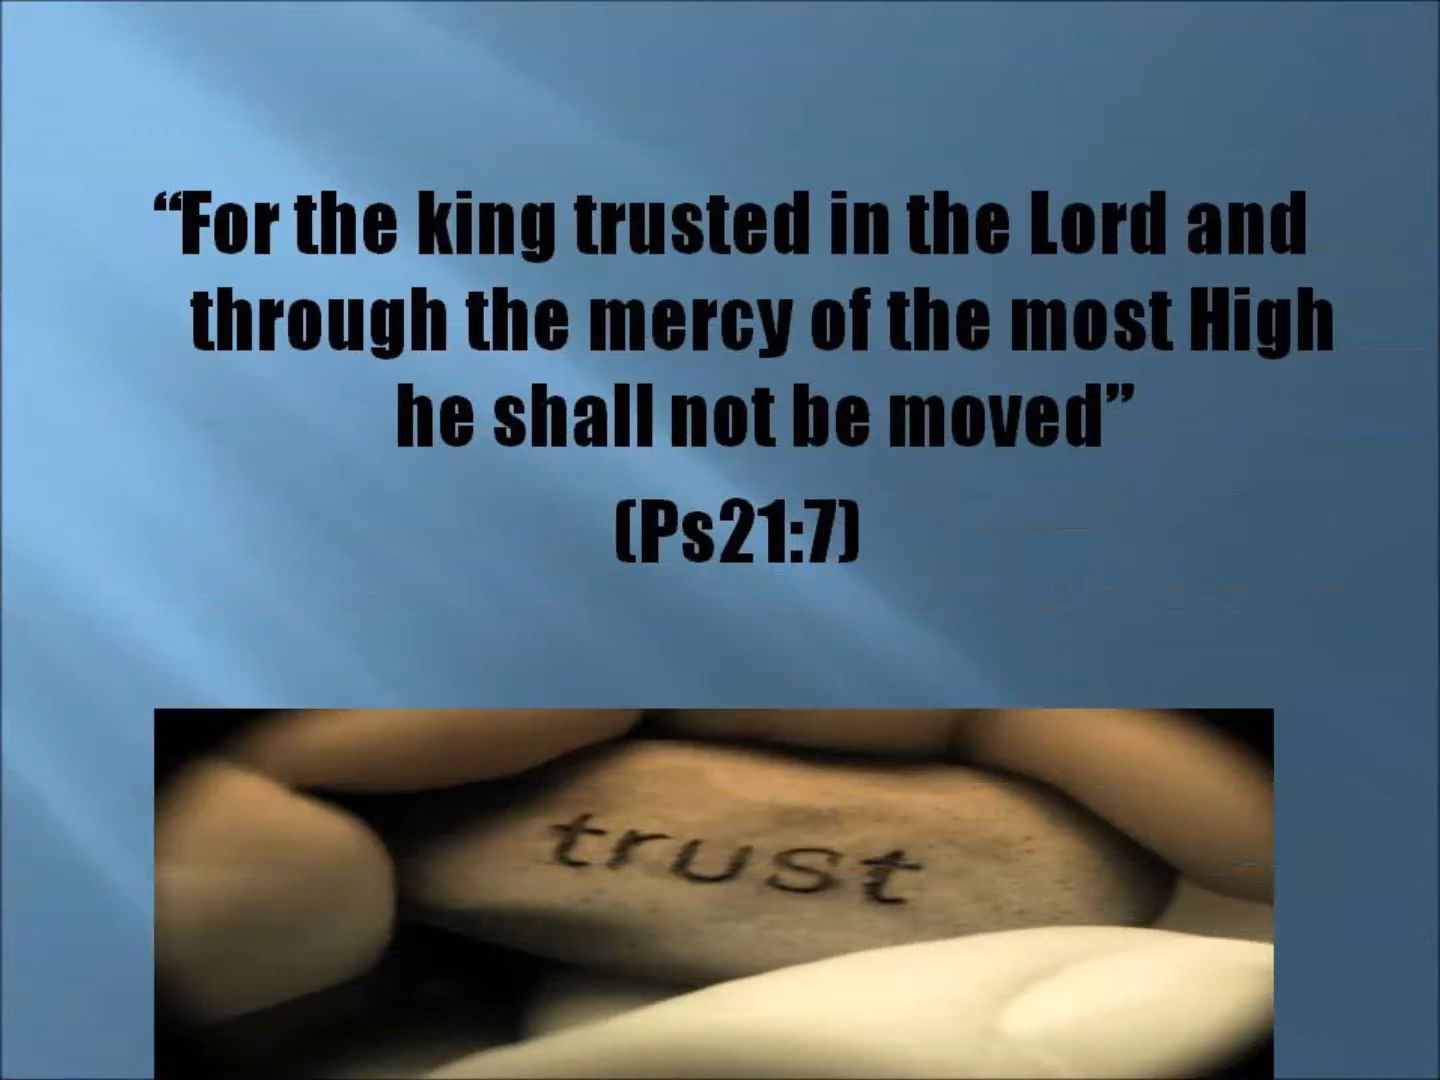 “For the king trusted in the Lord and
through the mercy of the most High
he shall not be moved”
(Ps21:7)
trust